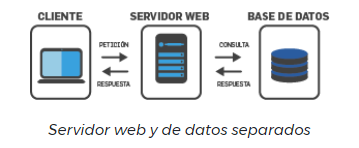 CLIENTE SERVIDOR WEB BASE DE DATOS
PETICIÓN CONSULTA
RESPUESTA RESPUESTA
Servidor web y de datos separados